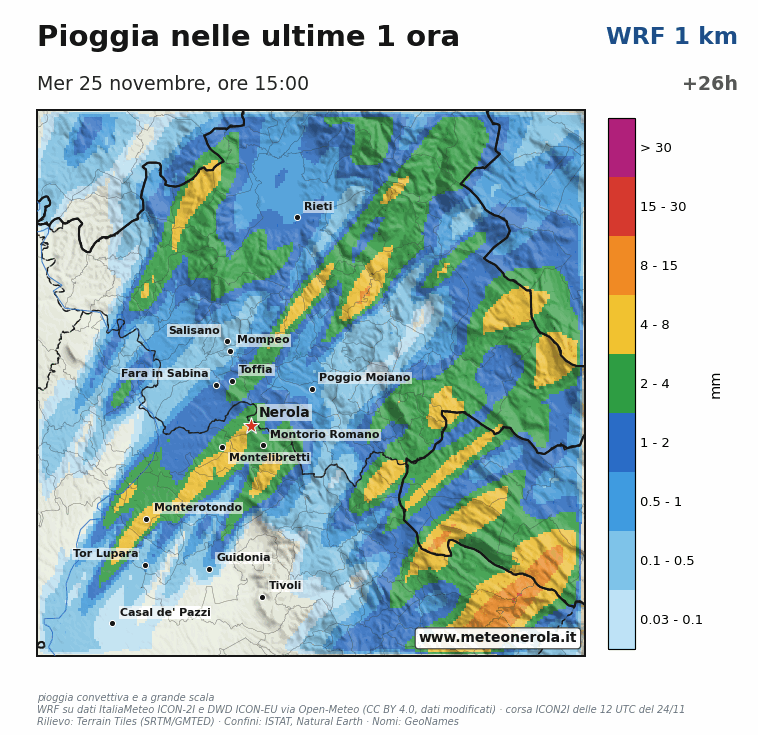 Pioggia nelle ultime 1 ora
WRF 1 km
Mer 25 novembre, ore 15:00
+26h
> 30
15 - 30
8 - 15
4 - 8
2 - 4
1 - 2
0.5 - 1
0.1 - 0.5
0.03 - 0.1
mm
Rieti
Salisano
Mompeo
Fara in Sabina
Toffia
Poggio Moiano
Nerola
Montorio Romano
Montelibretti
Monterotondo
Tor Lupara
Guidonia
Tivoli
Casal de' Pazzi
www.meteonerola.it
pioggia convettiva e a grande scala
WRF su dati ItaliaMeteo ICON-2I e DWD ICON-EU via Open-Meteo (CC BY 4.0, dati modificati) · corsa ICON2I delle 12 UTC del 24/11
Rilievo: Terrain Tiles (SRTM/GMTED) · Confini: ISTAT, Natural Earth · Nomi: GeoNames